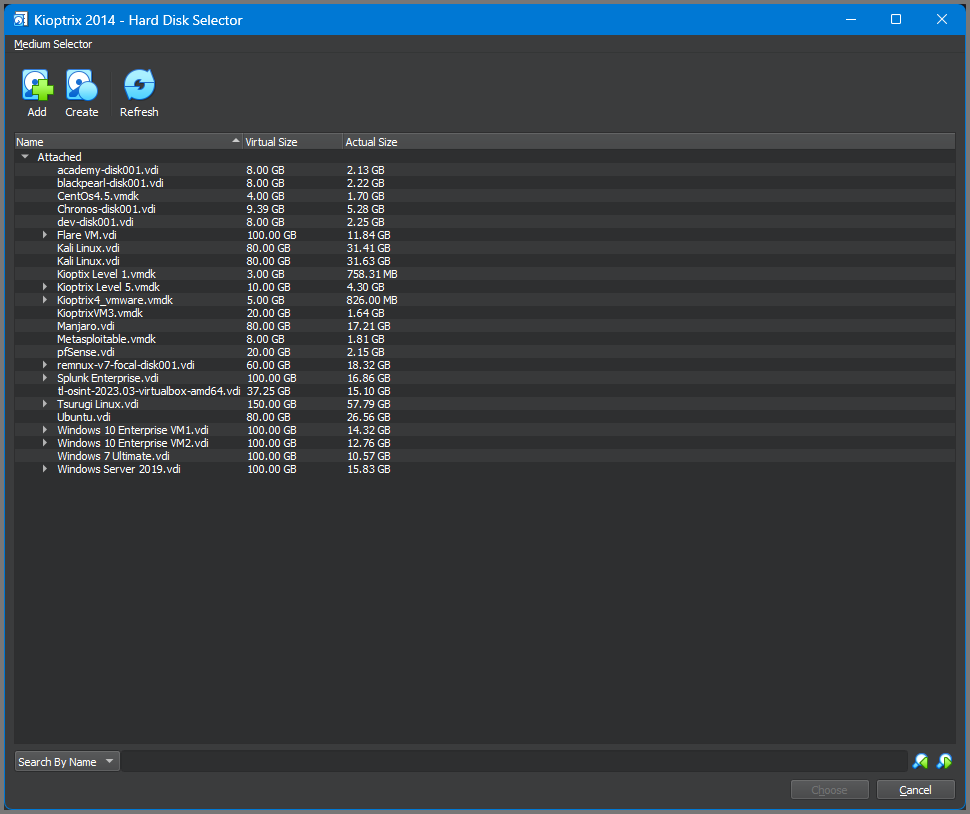 Kioptrix 2014 - Hard Disk Selector
Medium Selector
Add Create Refresh
Name Virtual Size Actual Size
Attached
academy-disk001.vdi 8.00 GB 2.13 GB
blackpearl-disk001.vdi 8.00 GB 2.22 GB
CentOs4.5.vmdk 4.00 GB 1.70 GB
Chronos-disk001.vdi 9.39 GB 5.28 GB
dev-disk001.vdi 8.00 GB 2.25 GB
Flare VM.vdi 100.00 GB 11.84 GB
Kali Linux.vdi 80.00 GB 31.41 GB
Kali Linux.vdi 80.00 GB 31.63 GB
Kioptix Level 1.vmdk 3.00 GB 758.31 MB
Kioptrix Level 5.vmdk 10.00 GB 4.30 GB
Kioptrix4_vmware.vmdk 5.00 GB 826.00 MB
KioptrixVM3.vmdk 20.00 GB 1.64 GB
Manjaro.vdi 80.00 GB 17.21 GB
Metasploitable.vmdk 8.00 GB 1.81 GB
pfSense.vdi 20.00 GB 2.15 GB
remnux-v7-focal-disk001.vdi 60.00 GB 18.32 GB
Splunk Enterprise.vdi 100.00 GB 16.86 GB
tl-osint-2023.03-virtualbox-amd64.vdi 37.25 GB 15.10 GB
Tsurugi Linux.vdi 150.00 GB 57.79 GB
Ubuntu.vdi 80.00 GB 26.56 GB
Windows 10 Enterprise VM1.vdi 100.00 GB 14.32 GB
Windows 10 Enterprise VM2.vdi 100.00 GB 12.76 GB
Windows 7 Ultimate.vdi 100.00 GB 10.57 GB
Windows Server 2019.vdi 100.00 GB 15.83 GB
Search By Name
Choose Cancel